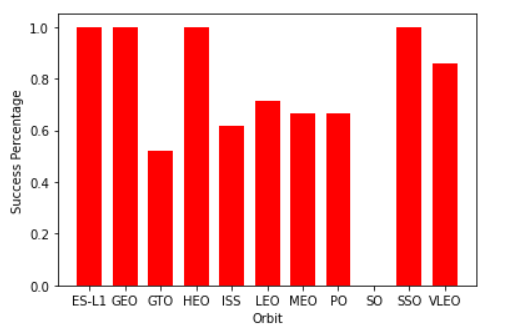 Success Percentage
1.0
0.8
0.6
0.4
0.2
0.0
ES-L1 GEO GTO HEO ISS LEO MEO PO SO SSO VLEO
Orbit